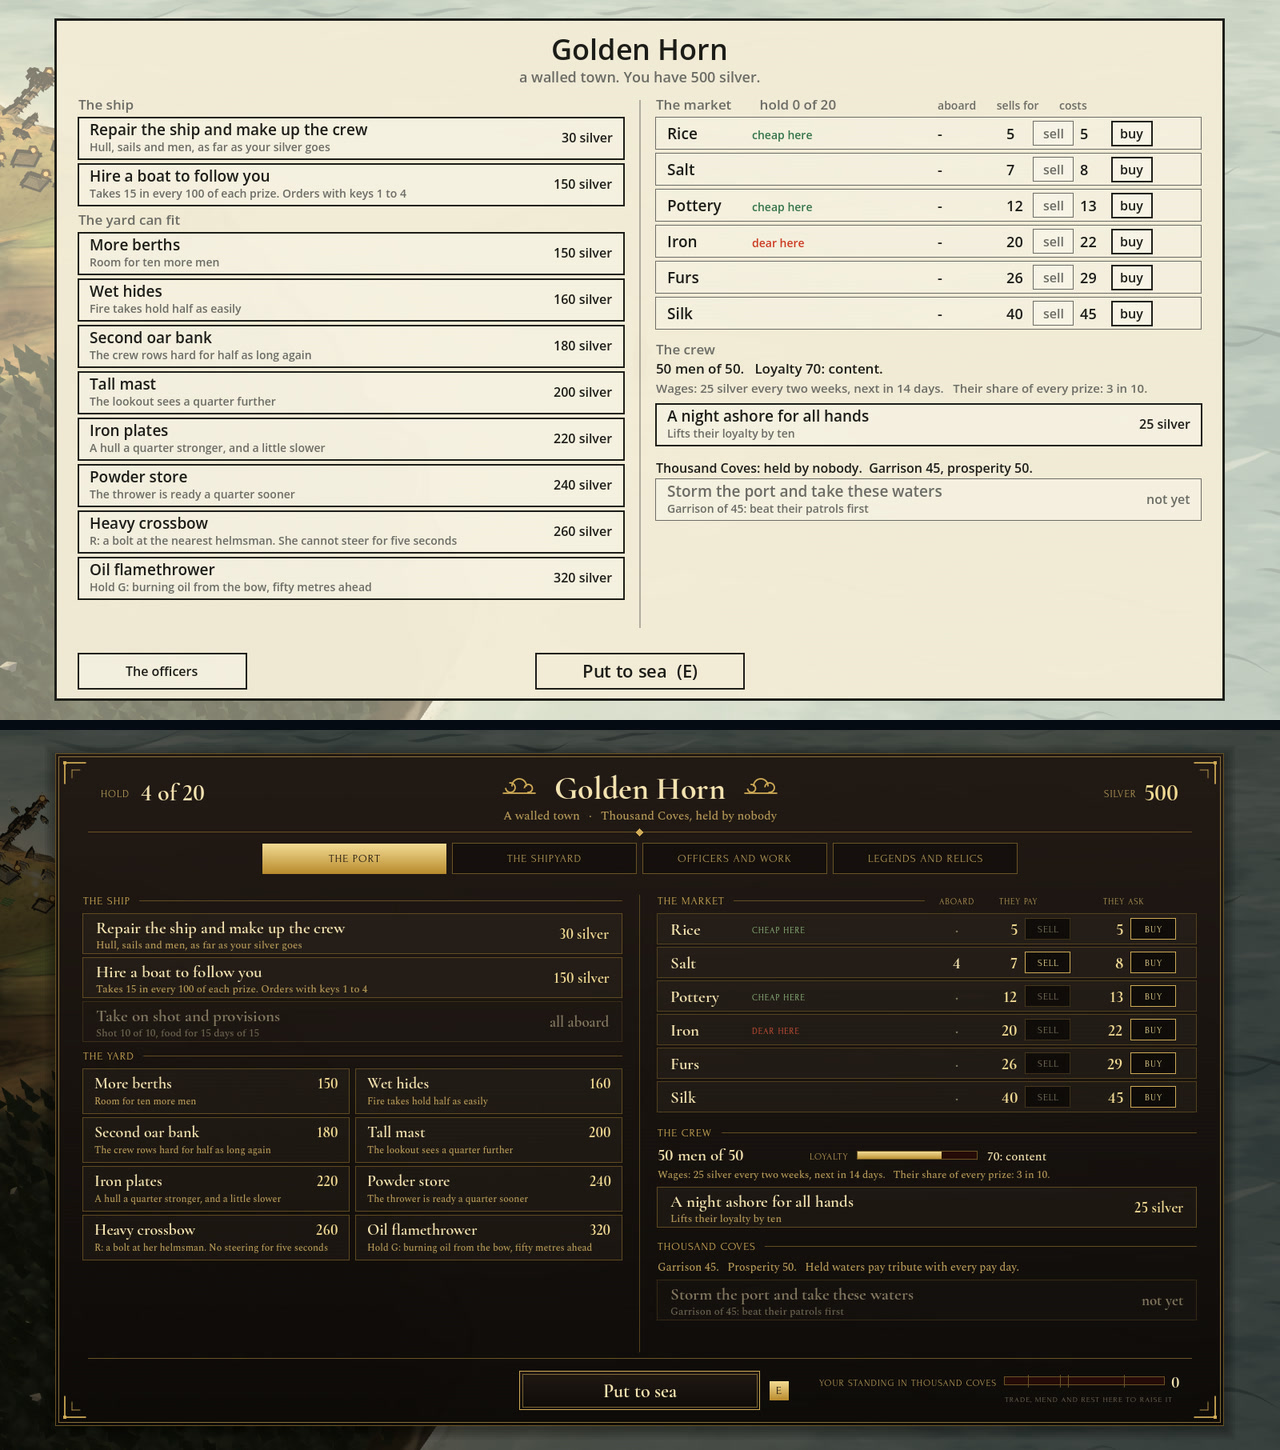 Golden Horn
a walled town. You have 500 silver.
The ship
Repair the ship and make up the crew 30 silver
Hull, sails and men, as far as your silver goes
Hire a boat to follow you 150 silver
Takes 15 in every 100 of each prize. Orders with keys 1 to 4
The yard can fit
More berths 150 silver
Room for ten more men
Wet hides 160 silver
Fire takes hold half as easily
Second oar bank 180 silver
The crew rows hard for half as long again
Tall mast 200 silver
The lookout sees a quarter further
Iron plates 220 silver
A hull a quarter stronger, and a little slower
Powder store 240 silver
The thrower is ready a quarter sooner
Heavy crossbow 260 silver
R: a bolt at the nearest helmsman. She cannot steer for five seconds
Oil flamethrower 320 silver
Hold G: burning oil from the bow, fifty metres ahead
The market hold 0 of 20 aboard sells for costs
Rice cheap here - 5 sell 5 buy
Salt - 7 sell 8 buy
Pottery cheap here - 12 sell 13 buy
Iron dear here - 20 sell 22 buy
Furs - 26 sell 29 buy
Silk - 40 sell 45 buy
The crew
50 men of 50. Loyalty 70: content.
Wages: 25 silver every two weeks, next in 14 days. Their share of every prize: 3 in 10.
A night ashore for all hands 25 silver
Lifts their loyalty by ten
Thousand Coves: held by nobody. Garrison 45, prosperity 50.
Storm the port and take these waters not yet
Garrison of 45: beat their patrols first
The officers
Put to sea (E)
HOLD 4 of 20
Golden Horn
SILVER 500
A walled town · Thousand Coves, held by nobody
THE PORT THE SHIPYARD OFFICERS AND WORK LEGENDS AND RELICS
THE SHIP
Repair the ship and make up the crew 30 silver
Hull, sails and men, as far as your silver goes
Hire a boat to follow you 150 silver
Takes 15 in every 100 of each prize. Orders with keys 1 to 4
Take on shot and provisions all aboard
Shot 10 of 10, food for 15 days of 15
THE YARD
More berths 150
Room for ten more men
Wet hides 160
Fire takes hold half as easily
Second oar bank 180
The crew rows hard for half as long again
Tall mast 200
The lookout sees a quarter further
Iron plates 220
A hull a quarter stronger, and a little slower
Powder store 240
The thrower is ready a quarter sooner
Heavy crossbow 260
R: a bolt at her helmsman. No steering for five seconds
Oil flamethrower 320
Hold G: burning oil from the bow, fifty metres ahead
THE MARKET ABOARD THEY PAY THEY ASK
Rice CHEAP HERE - 5 SELL 5 BUY
Salt 4 7 SELL 8 BUY
Pottery CHEAP HERE - 12 SELL 13 BUY
Iron DEAR HERE - 20 SELL 22 BUY
Furs - 26 SELL 29 BUY
Silk - 40 SELL 45 BUY
THE CREW
50 men of 50 LOYALTY 70: content
Wages: 25 silver every two weeks, next in 14 days. Their share of every prize: 3 in 10.
A night ashore for all hands 25 silver
Lifts their loyalty by ten
THOUSAND COVES
Garrison 45. Prosperity 50. Held waters pay tribute with every pay day.
Storm the port and take these waters not yet
Garrison of 45: beat their patrols first
Put to sea E
YOUR STANDING IN THOUSAND COVES 0
TRADE, MEND AND REST HERE TO RAISE IT